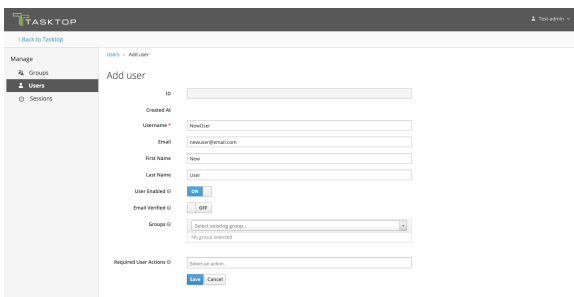 TASKTOP
Test-admin
< Back to Tasktop
Manage
Groups
Users
Sessions
Users > Add user
Add user
ID
Created At
Username *
NewUser
Email
newuser@email.com
First Name
New
Last Name
User
User Enabled
ON
Email Verified
OFF
Groups
Select existing group...
No group selected
Required User Actions
Select an action...
Save
Cancel